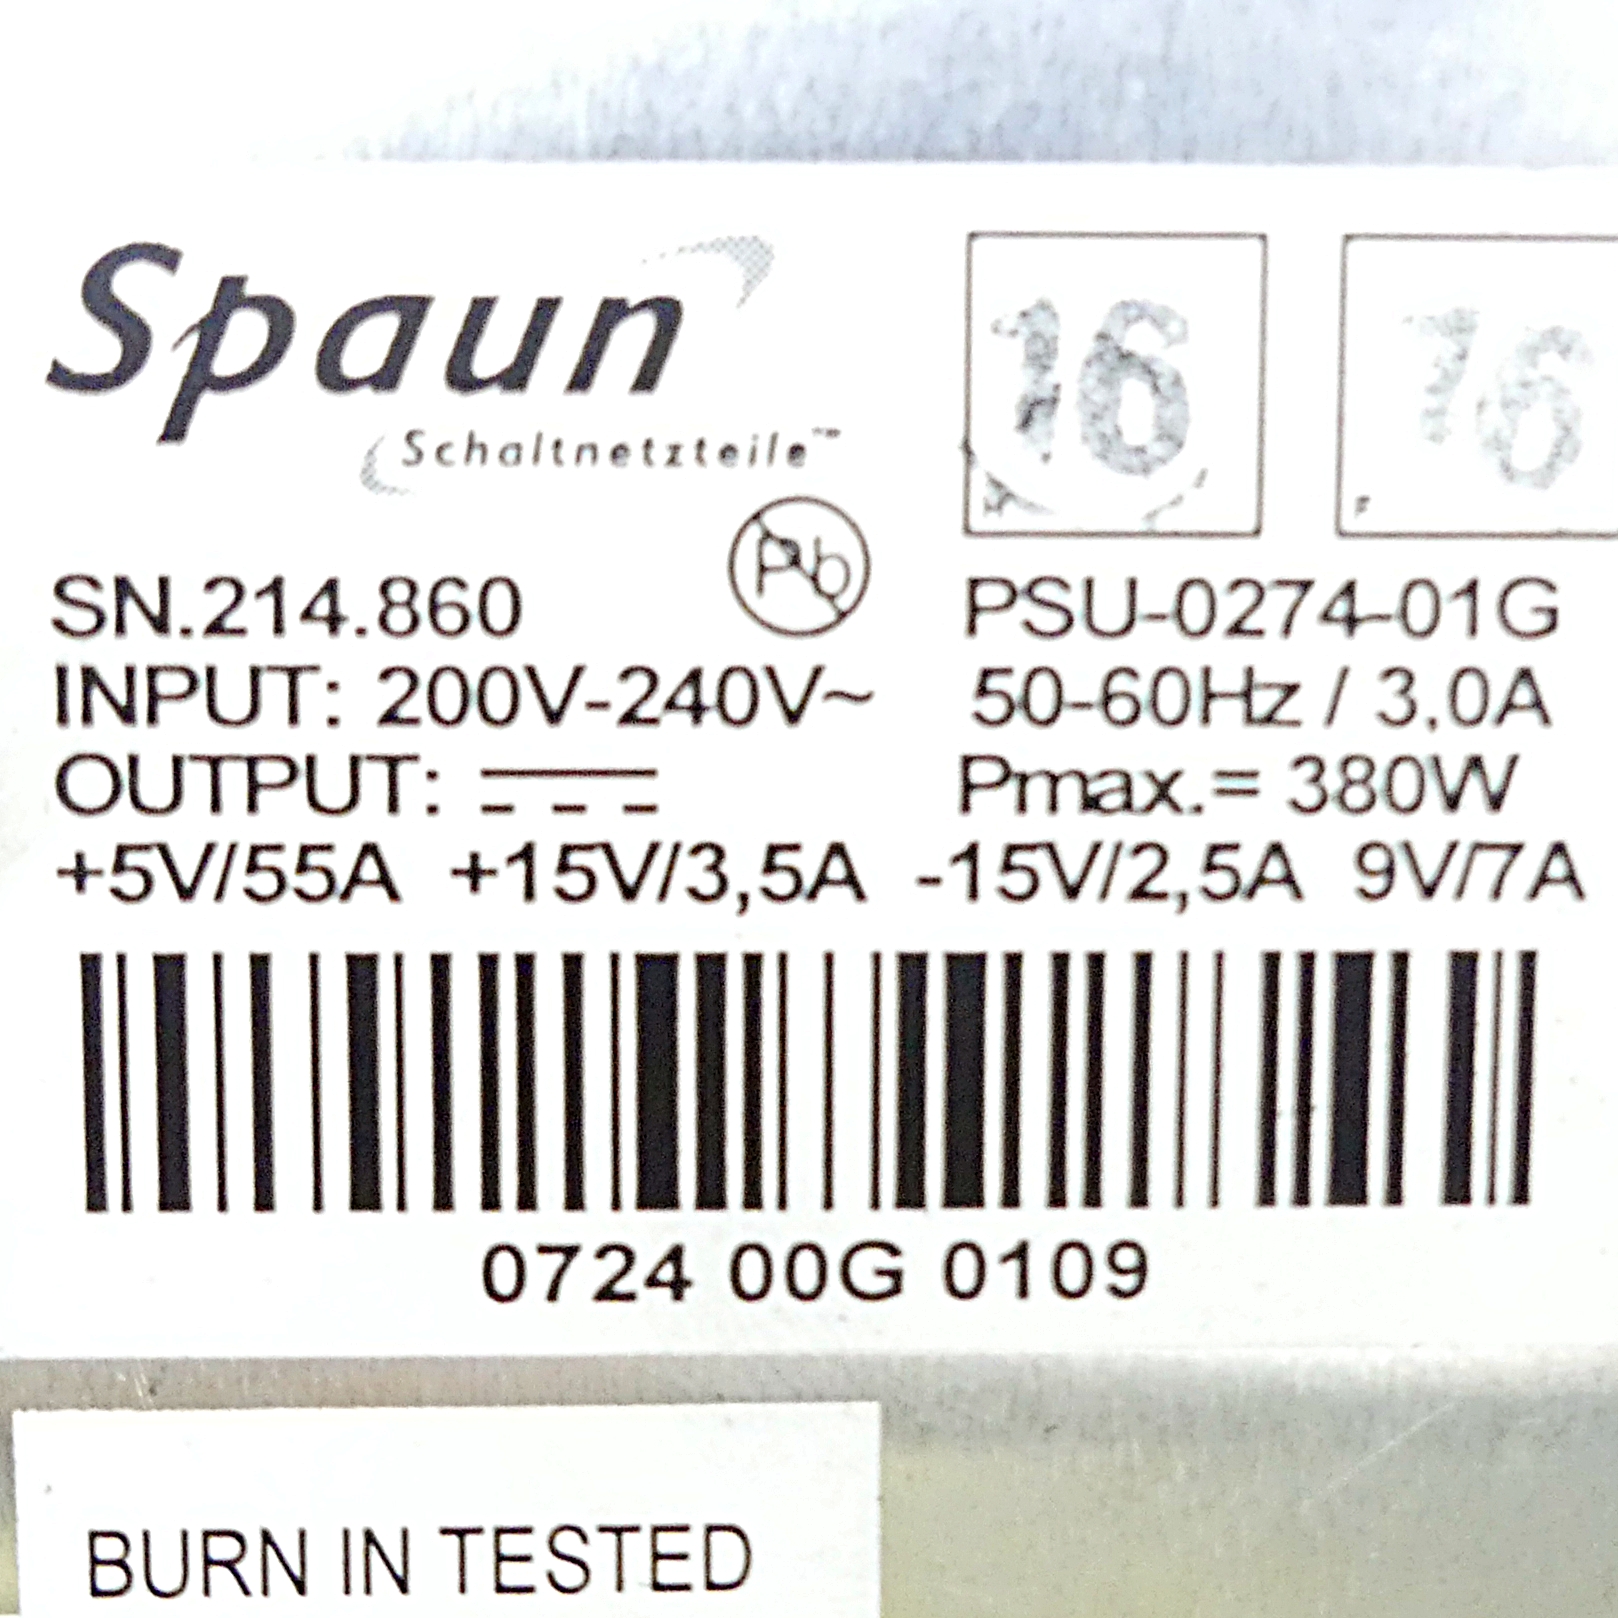 Spaun
Schaltnetzteile™
16
16
H
F
Pb
SN.214.860
PSU-0274-01G
INPUT: 200V-240V~
50-60Hz / 3,0A
OUTPUT:
Pmax.= 380W
+5V/55A +15V/3,5A -15V/2,5A 9V/7A
0724 00G 0109
BURN IN TESTED